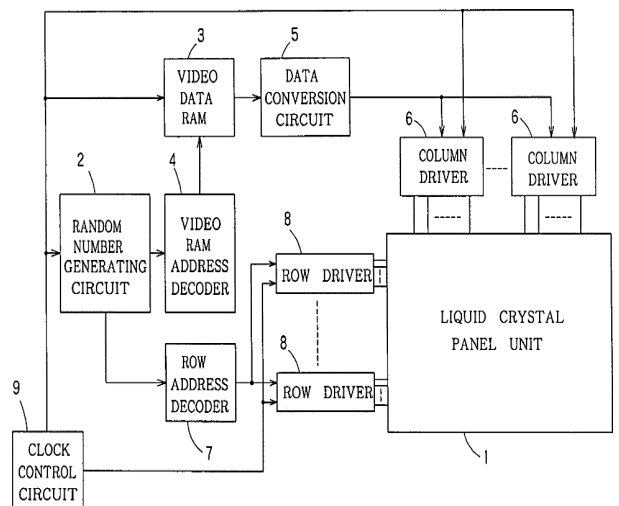 3
VIDEO
DATA
RAM
5
DATA
CONVERSION
CIRCUIT
6
COLUMN
DRIVER
6
COLUMN
DRIVER
2
RANDOM
NUMBER
GENERATING
CIRCUIT
4
VIDEO
RAM
ADDRESS
DECODER
8
ROW DRIVER
8
ROW DRIVER
LIQUID CRYSTAL
PANEL UNIT
1
ROW
ADDRESS
DECODER
7
9
CLOCK
CONTROL
CIRCUIT